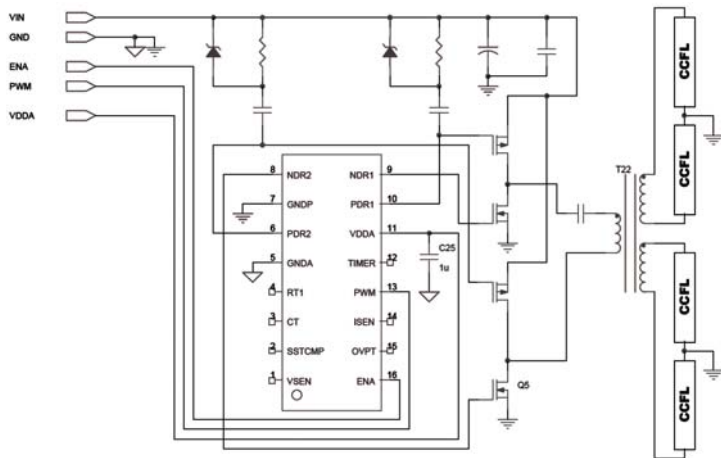 VIN
GND
ENA
PWM
VDDA
8 NDR2 NDR1 9
7 GNDP PDR1 10
6 PDR2 VDDA 11
5 GNDA TIMER 12
4 RT1 PWM 13
3 CT ISEN 14
2 SSTCMP OVPT 15
1 VSEN ENA 16
C25
1u
Q5
T22
CCFL
CCFL
CCFL
CCFL